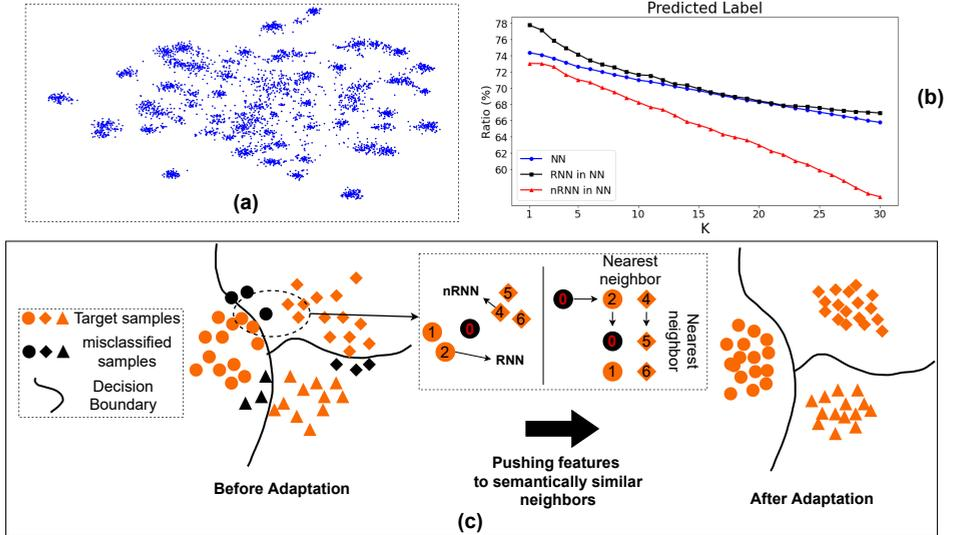 (a)
Predicted Label
78
76
74
72
70
68
66
64
62
60
Ratio (%)
NN
RNN in NN
nRNN in NN
1 5 10 15 20 25 30
K
(b)
Target samples
misclassified
samples
Decision
Boundary
Before Adaptation
nRNN
5
4 6
1 0
2
RNN
Nearest
neighbor
0 2 4
0 5
1 6
Nearest
neighbor
Pushing features
to semantically similar
neighbors
After Adaptation
(c)